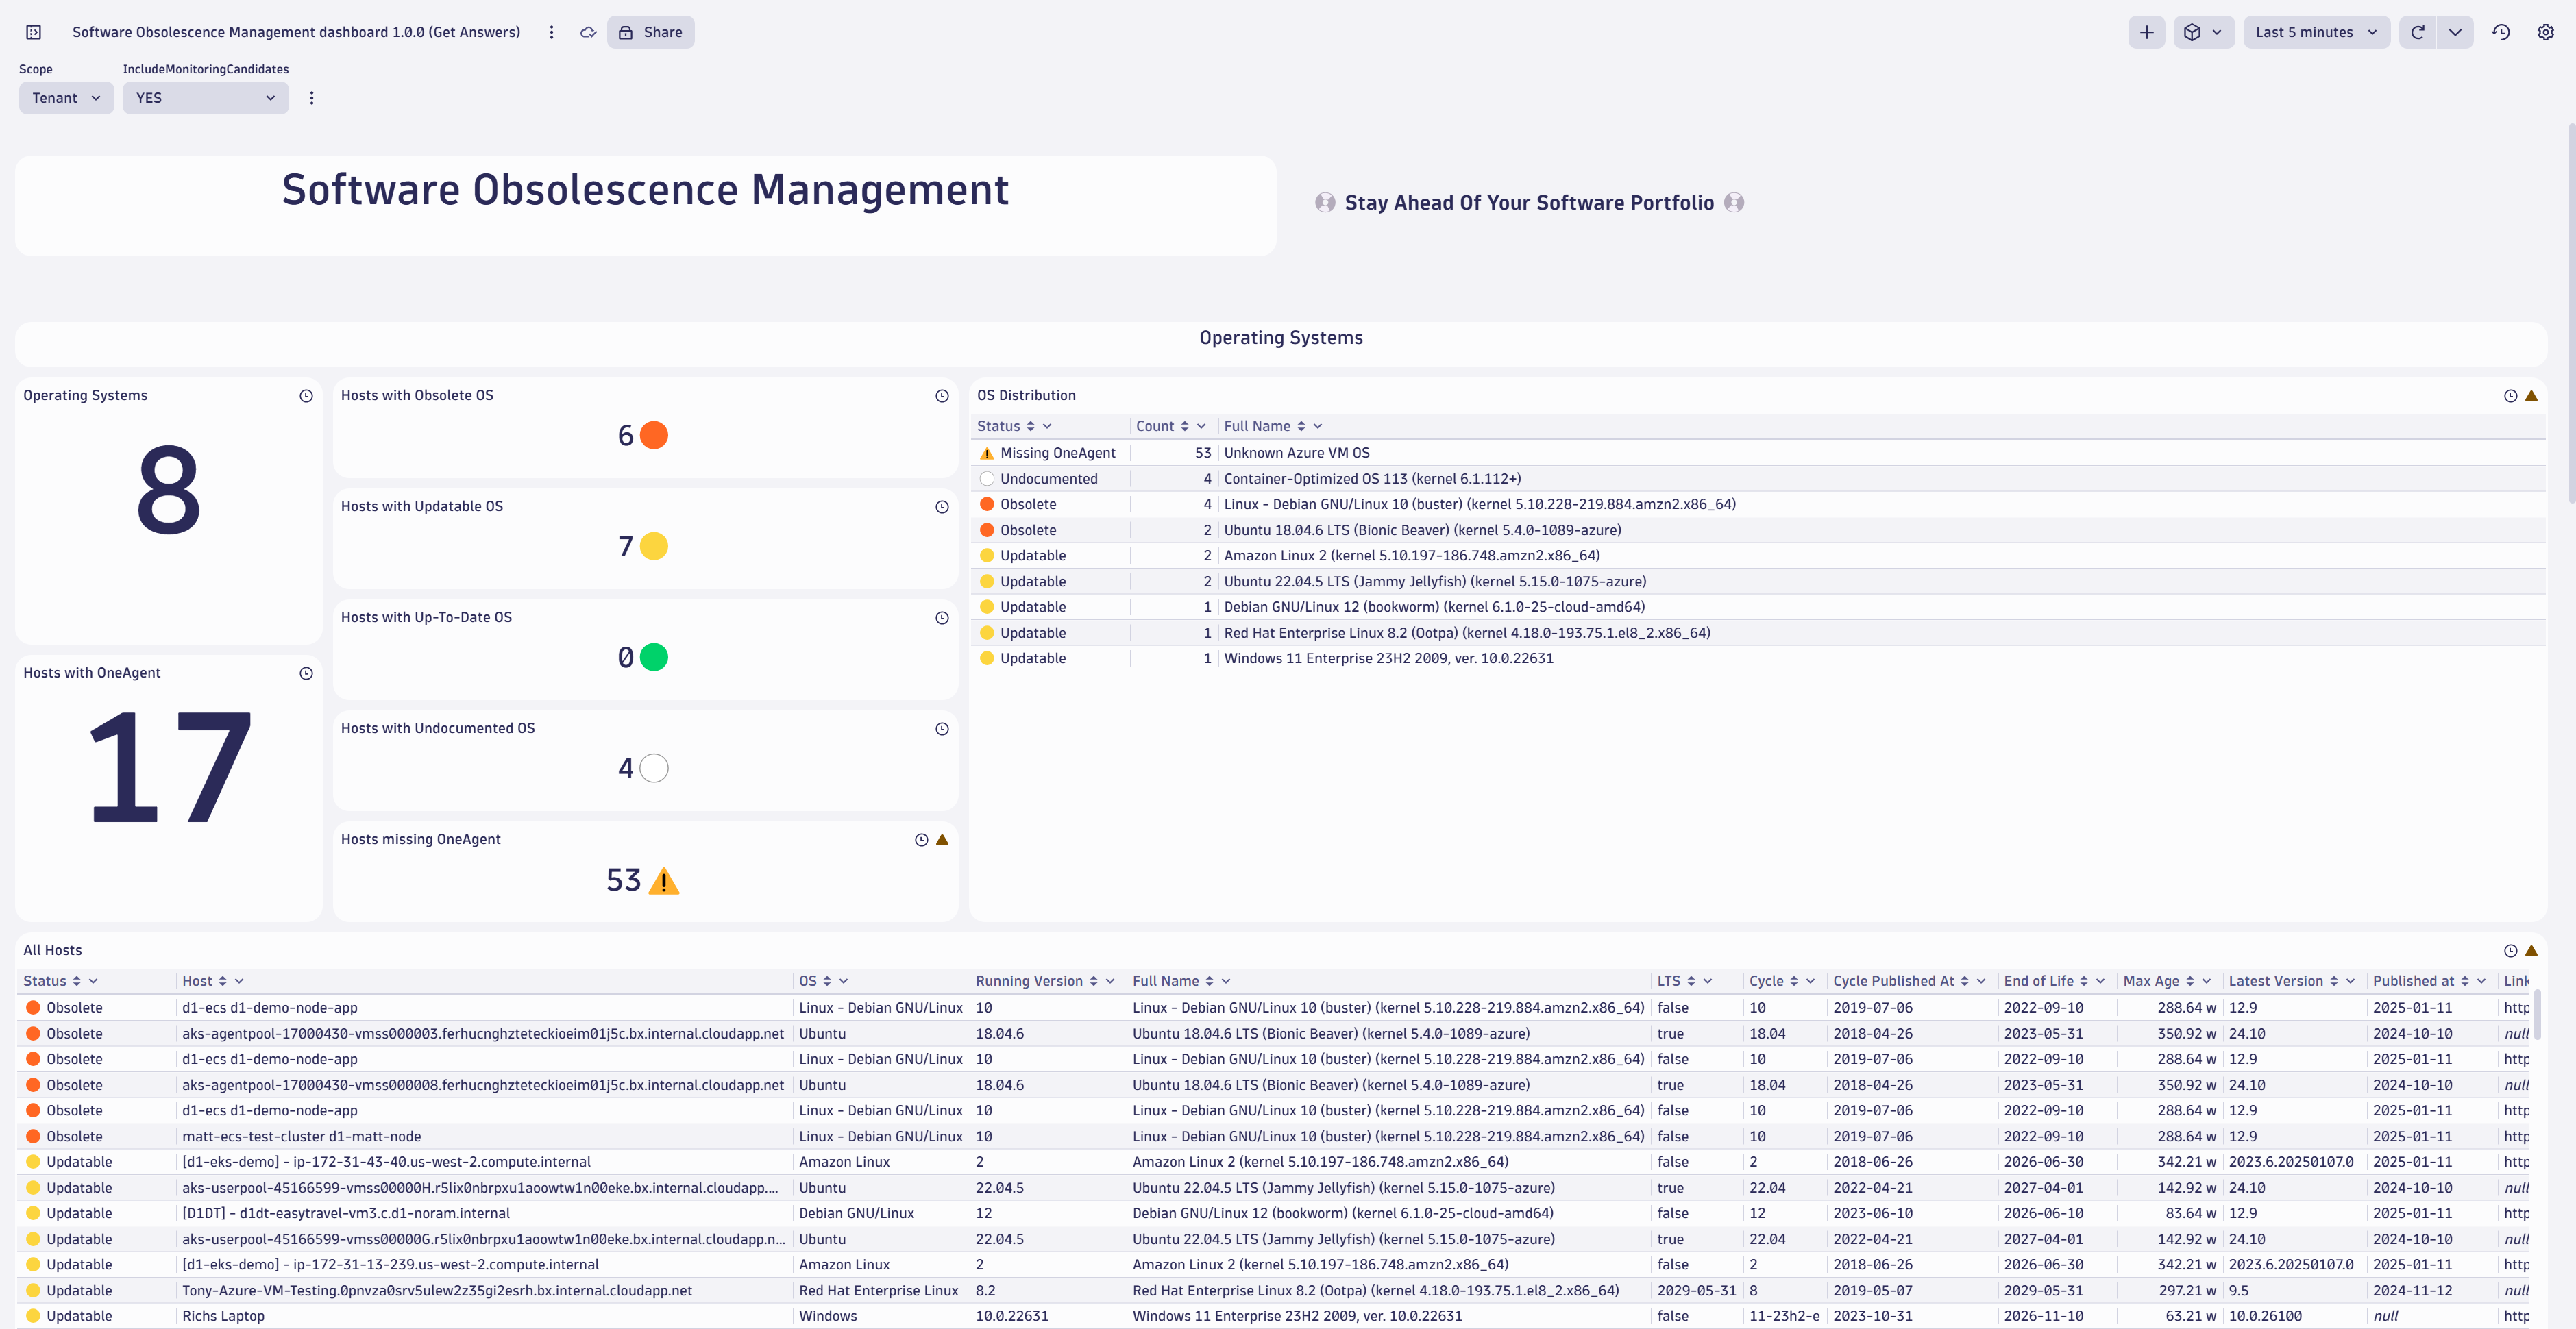 Software Obsolescence Management dashboard 1.0.0 (Get Answers) Share Last 5 minutes
Scope IncludeMonitoringCandidates
Tenant YES
Software Obsolescence Management
Stay Ahead Of Your Software Portfolio
Operating Systems
Operating Systems
8
Hosts with OneAgent
17
Hosts with Obsolete OS
6
Hosts with Updatable OS
7
Hosts with Up-To-Date OS
0
Hosts with Undocumented OS
4
Hosts missing OneAgent
53
OS Distribution
Status Count Full Name
Missing OneAgent 53 Unknown Azure VM OS
Undocumented 4 Container-Optimized OS 113 (kernel 6.1.112+)
Obsolete 4 Linux - Debian GNU/Linux 10 (buster) (kernel 5.10.228-219.884.amzn2.x86_64)
Obsolete 2 Ubuntu 18.04.6 LTS (Bionic Beaver) (kernel 5.4.0-1089-azure)
Updatable 2 Amazon Linux 2 (kernel 5.10.197-186.748.amzn2.x86_64)
Updatable 2 Ubuntu 22.04.5 LTS (Jammy Jellyfish) (kernel 5.15.0-1075-azure)
Updatable 1 Debian GNU/Linux 12 (bookworm) (kernel 6.1.0-25-cloud-amd64)
Updatable 1 Red Hat Enterprise Linux 8.2 (Ootpa) (kernel 4.18.0-193.75.1.el8_2.x86_64)
Updatable 1 Windows 11 Enterprise 23H2 2009, ver. 10.0.22631
All Hosts
Status Host OS Running Version Full Name LTS Cycle Cycle Published At End of Life Max Age Latest Version Published at Link
Obsolete d1-ecs d1-demo-node-app Linux - Debian GNU/Linux 10 Linux - Debian GNU/Linux 10 (buster) (kernel 5.10.228-219.884.amzn2.x86_64) false 10 2019-07-06 2022-09-10 288.64 w 12.9 2025-01-11 http
Obsolete aks-agentpool-17000430-vmss000003.ferhucnghzteteckioeim01j5c.bx.internal.cloudapp.net Ubuntu 18.04.6 Ubuntu 18.04.6 LTS (Bionic Beaver) (kernel 5.4.0-1089-azure) true 18.04 2018-04-26 2023-05-31 350.92 w 24.10 2024-10-10 null
Obsolete d1-ecs d1-demo-node-app Linux - Debian GNU/Linux 10 Linux - Debian GNU/Linux 10 (buster) (kernel 5.10.228-219.884.amzn2.x86_64) false 10 2019-07-06 2022-09-10 288.64 w 12.9 2025-01-11 http
Obsolete aks-agentpool-17000430-vmss000008.ferhucnghzteteckioeim01j5c.bx.internal.cloudapp.net Ubuntu 18.04.6 Ubuntu 18.04.6 LTS (Bionic Beaver) (kernel 5.4.0-1089-azure) true 18.04 2018-04-26 2023-05-31 350.92 w 24.10 2024-10-10 null
Obsolete d1-ecs d1-demo-node-app Linux - Debian GNU/Linux 10 Linux - Debian GNU/Linux 10 (buster) (kernel 5.10.228-219.884.amzn2.x86_64) false 10 2019-07-06 2022-09-10 288.64 w 12.9 2025-01-11 http
Obsolete matt-ecs-test-cluster d1-matt-node Linux - Debian GNU/Linux 10 Linux - Debian GNU/Linux 10 (buster) (kernel 5.10.228-219.884.amzn2.x86_64) false 10 2019-07-06 2022-09-10 288.64 w 12.9 2025-01-11 http
Updatable [d1-eks-demo] - ip-172-31-43-40.us-west-2.compute.internal Amazon Linux 2 Amazon Linux 2 (kernel 5.10.197-186.748.amzn2.x86_64) false 2 2018-06-26 2026-06-30 342.21 w 2023.6.20250107.0 2025-01-11 http
Updatable aks-userpool-45166599-vmss00000H.r5lix0nbrpxu1aoowtw1n00eke.bx.internal.cloudapp.... Ubuntu 22.04.5 Ubuntu 22.04.5 LTS (Jammy Jellyfish) (kernel 5.15.0-1075-azure) true 22.04 2022-04-21 2027-04-01 142.92 w 24.10 2024-10-10 null
Updatable [D1DT] - d1dt-easytravel-vm3.c.d1-noram.internal Debian GNU/Linux 12 Debian GNU/Linux 12 (bookworm) (kernel 6.1.0-25-cloud-amd64) false 12 2023-06-10 2026-06-10 83.64 w 12.9 2025-01-11 http
Updatable aks-userpool-45166599-vmss00000G.r5lix0nbrpxu1aoowtw1n00eke.bx.internal.cloudapp.n... Ubuntu 22.04.5 Ubuntu 22.04.5 LTS (Jammy Jellyfish) (kernel 5.15.0-1075-azure) true 22.04 2022-04-21 2027-04-01 142.92 w 24.10 2024-10-10 null
Updatable [d1-eks-demo] - ip-172-31-13-239.us-west-2.compute.internal Amazon Linux 2 Amazon Linux 2 (kernel 5.10.197-186.748.amzn2.x86_64) false 2 2018-06-26 2026-06-30 342.21 w 2023.6.20250107.0 2025-01-11 http
Updatable Tony-Azure-VM-Testing.0pnvza0srv5ulew2z35gi2esrh.bx.internal.cloudapp.net Red Hat Enterprise Linux 8.2 Red Hat Enterprise Linux 8.2 (Ootpa) (kernel 4.18.0-193.75.1.el8_2.x86_64) 2029-05-31 8 2019-05-07 2029-05-31 297.21 w 9.5 2024-11-12 null
Updatable Richs Laptop Windows 10.0.22631 Windows 11 Enterprise 23H2 2009, ver. 10.0.22631 false 11-23h2-e 2023-10-31 2026-11-10 63.21 w 10.0.26100 null http